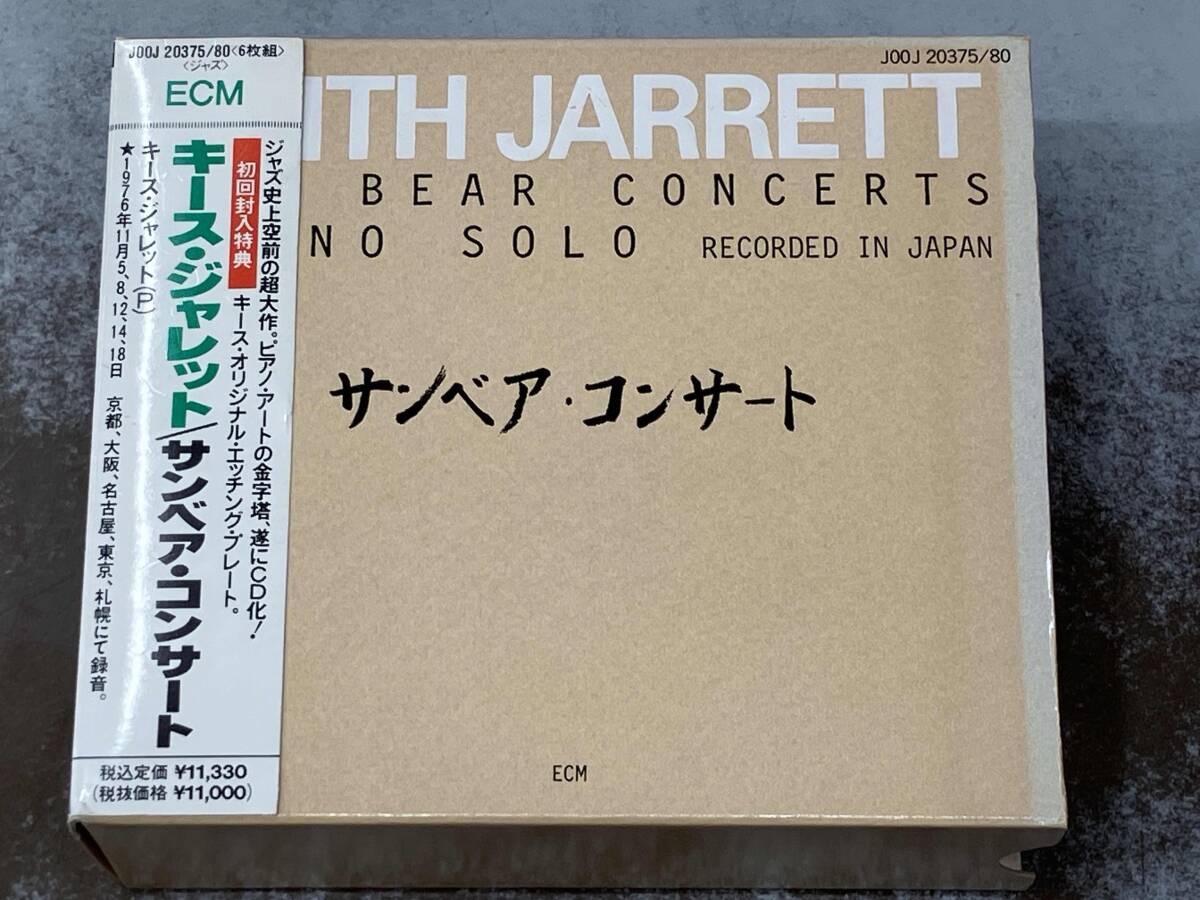 J00J 20375/80〈6枚組〉
〈ジャズ〉
ECM
ジャズ史上空前の超大作。ピアノ・アートの金字塔、遂にCD化!
初回封入特典
キース・オリジナル・エッチング・プレート。
キース・ジャレット/サンベア・コンサート
キース・ジャレット(P)
★1976年11月5、8、12、14、18日 京都、大阪、名古屋、東京、札幌にて録音。
税込定価 ¥11,330
(税抜価格 ¥11,000)
J00J 20375/80
ITH JARRETT
BEAR CONCERTS
NO SOLO RECORDED IN JAPAN
サンベア・コンサート
ECM